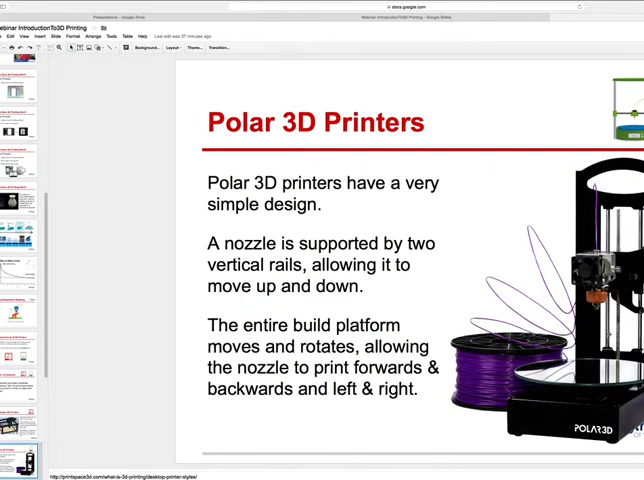 docs.google.com
Presentations - Google Drive
Webinar IntroductionTo3D Printing - Google Slides
ebinar IntroductionTo3D Printing
Edit View Insert Slide Format Arrange Tools Table Help Last edit was 37 minutes ago
Background... Layout Theme... Transition...
Polar 3D Printers
Polar 3D printers have a very
simple design.
A nozzle is supported by two
vertical rails, allowing it to
move up and down.
The entire build platform
moves and rotates, allowing
the nozzle to print forwards &
backwards and left & right.
POLAR3D
http://printspace3d.com/what-is-3d-printing/desktop-printer-styles/